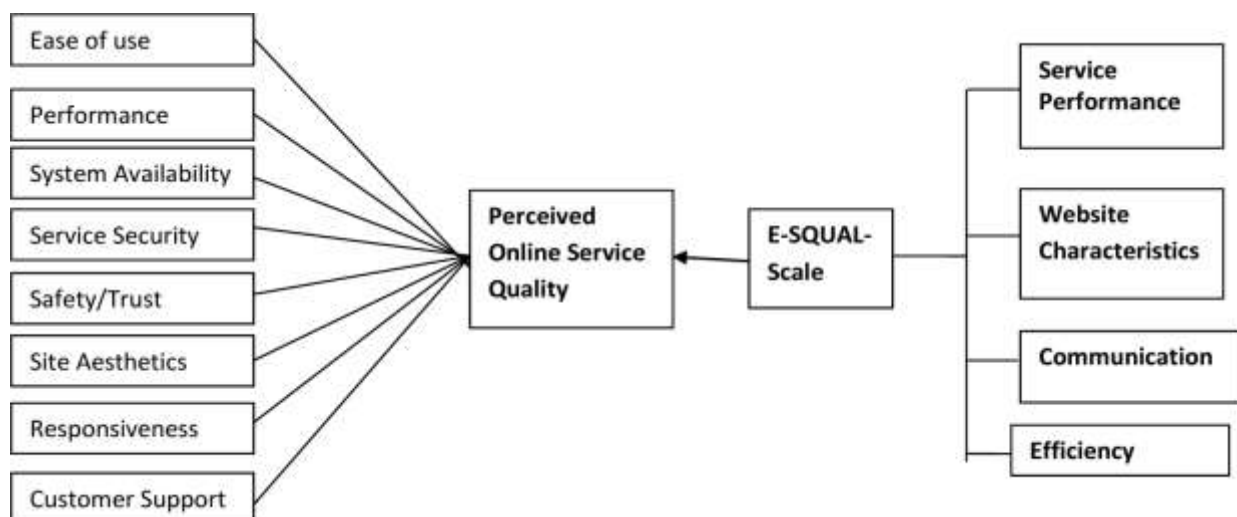 Ease of use
Performance
System Availability
Service Security
Safety/Trust
Site Aesthetics
Responsiveness
Customer Support
Perceived
Online Service
Quality
E-SQUAL-
Scale
Service
Performance
Website
Characteristics
Communication
Efficiency